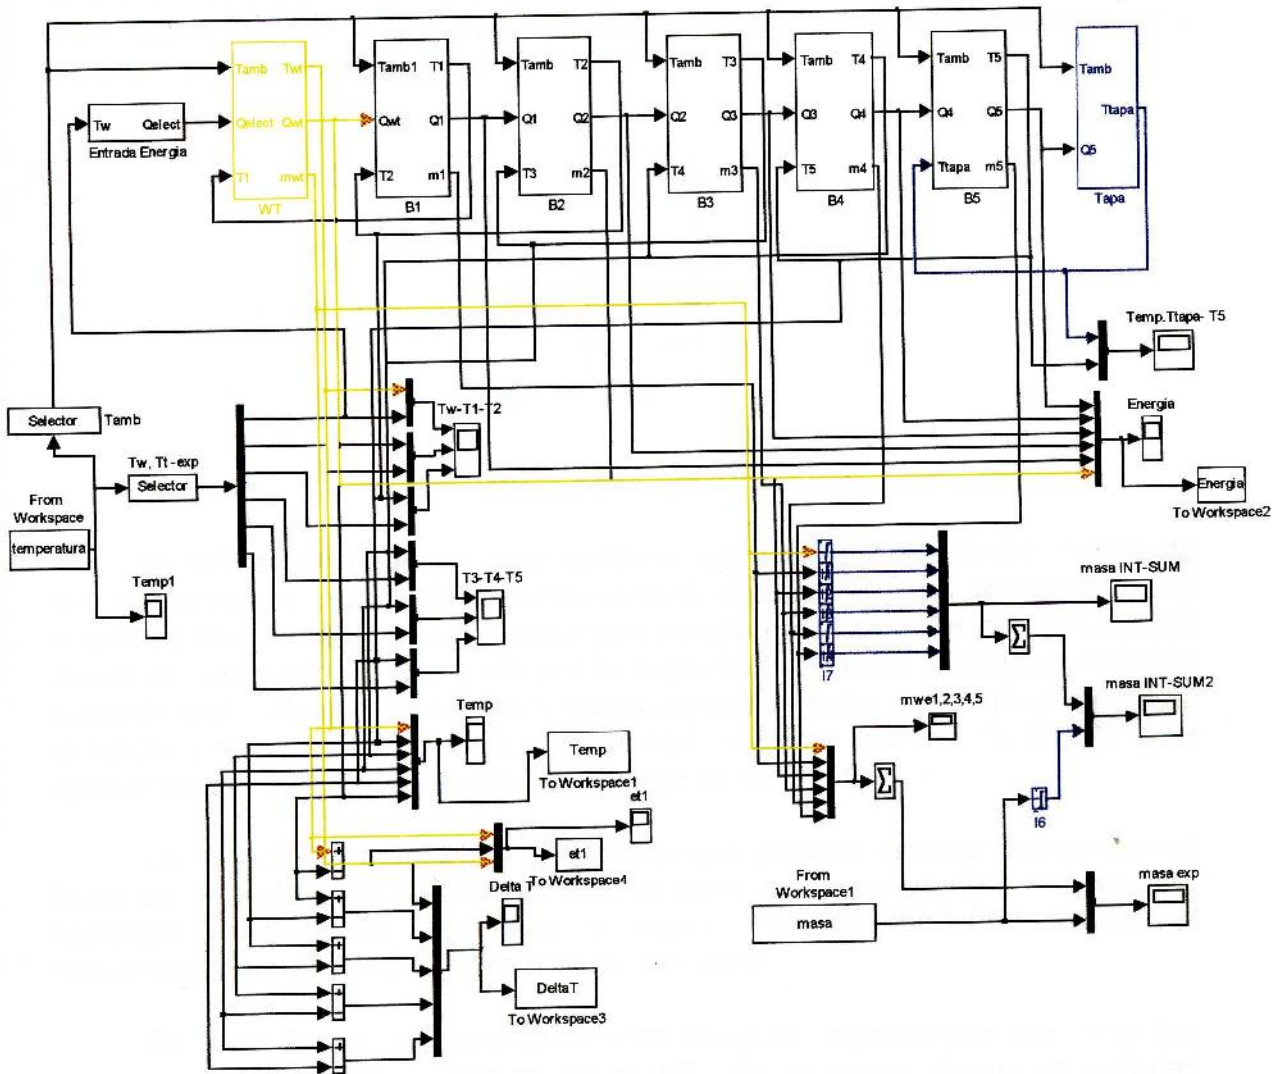 Tamb
Twt
Qelect
Qwt
T1
mwt
WT
Tamb1
T1
Qwt
Q1
T2
m1
B1
Tamb
T2
Q1
Q2
T3
m2
B2
Tamb
T3
Q2
Q3
T4
m3
B3
Tamb
T4
Q3
Q4
T5
m4
B4
Tamb
T5
Q4
Q5
Ttapa
m5
B5
Tamb
Ttapa
Q5
Tapa
Tw
Qelect
Entrada Energia
Temp.Ttapa- T5
Selector
Tamb
Tw-T1-T2
Energia
Tw, Tt -exp
Selector
Energia
To Workspace2
From
Workspace
temperatura
Temp1
T3-T4-T5
masa INT-SUM
Σ
I7
masa INT-SUM2
mwe1,2,3,4,5
Temp
Temp
To Workspace1
Σ
I6
et1
et1
To Workspace4
Delta T
From
Workspace1
masa
masa exp
DeltaT
To Workspace3